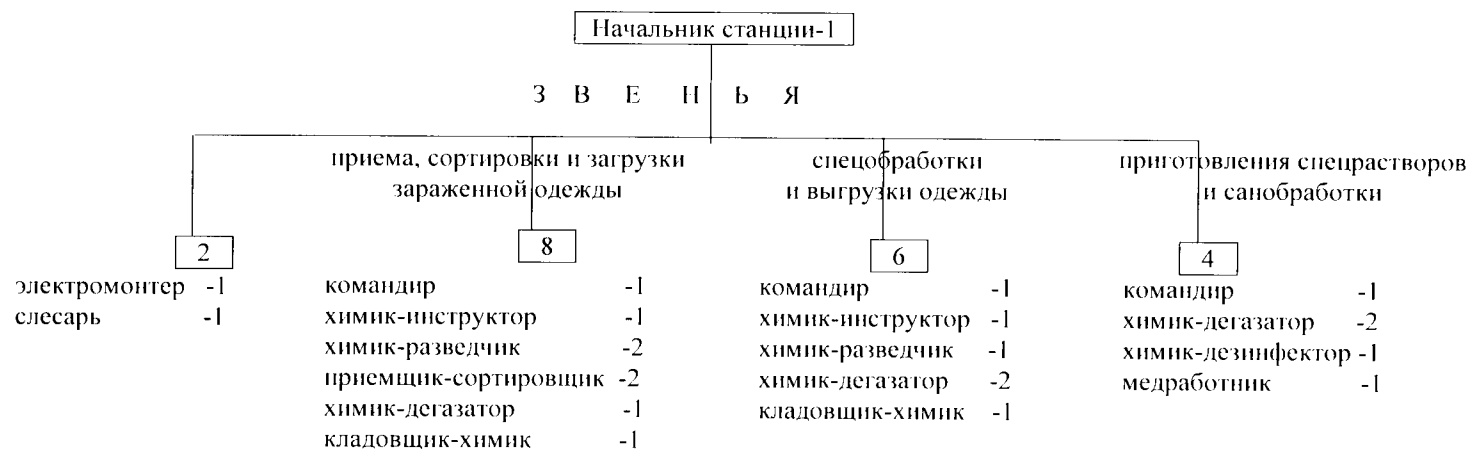 Начальник станции-1
З В Е Н Ь Я
приема, сортировки и загрузки
зараженной одежды
спецобработки
и выгрузки одежды
приготовления спецрастворов
и санобработки
2
электромонтер -1
слесарь -1
8
командир -1
химик-инструктор -1
химик-разведчик -2
приемщик-сортировщик -2
химик-дегазатор -1
кладовщик-химик -1
6
командир -1
химик-инструктор -1
химик-разведчик -1
химик-дегазатор -2
кладовщик-химик -1
4
командир -1
химик-дегазатор -2
химик-дезинфектор -1
медработник -1